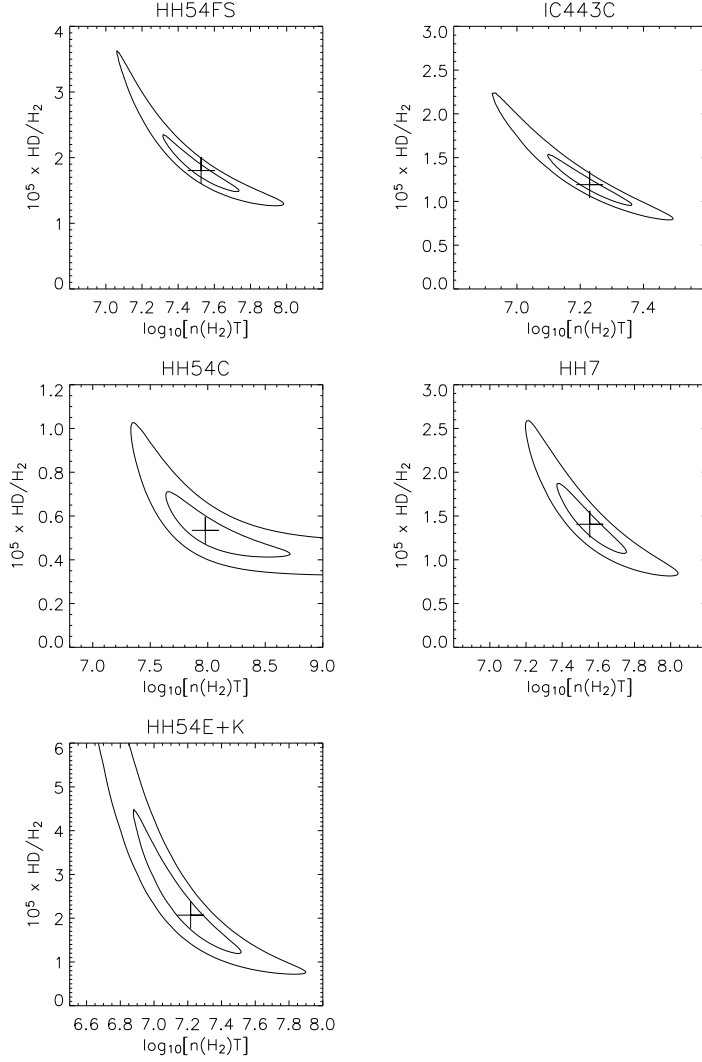 HH54FS
4
3
2
1
0
10⁵ x HD/H₂
7.0 7.2 7.4 7.6 7.8 8.0
log₁₀[n(H₂)T]
IC443C
3.0
2.5
2.0
1.5
1.0
0.5
0.0
10⁵ x HD/H₂
7.0 7.2 7.4
log₁₀[n(H₂)T]
HH54C
1.2
1.0
0.8
0.6
0.4
0.2
0.0
10⁵ x HD/H₂
7.0 7.5 8.0 8.5 9.0
log₁₀[n(H₂)T]
HH7
3.0
2.5
2.0
1.5
1.0
0.5
0.0
10⁵ x HD/H₂
7.0 7.2 7.4 7.6 7.8 8.0
log₁₀[n(H₂)T]
HH54E+K
6
5
4
3
2
1
0
10⁵ x HD/H₂
6.6 6.8 7.0 7.2 7.4 7.6 7.8 8.0
log₁₀[n(H₂)T]